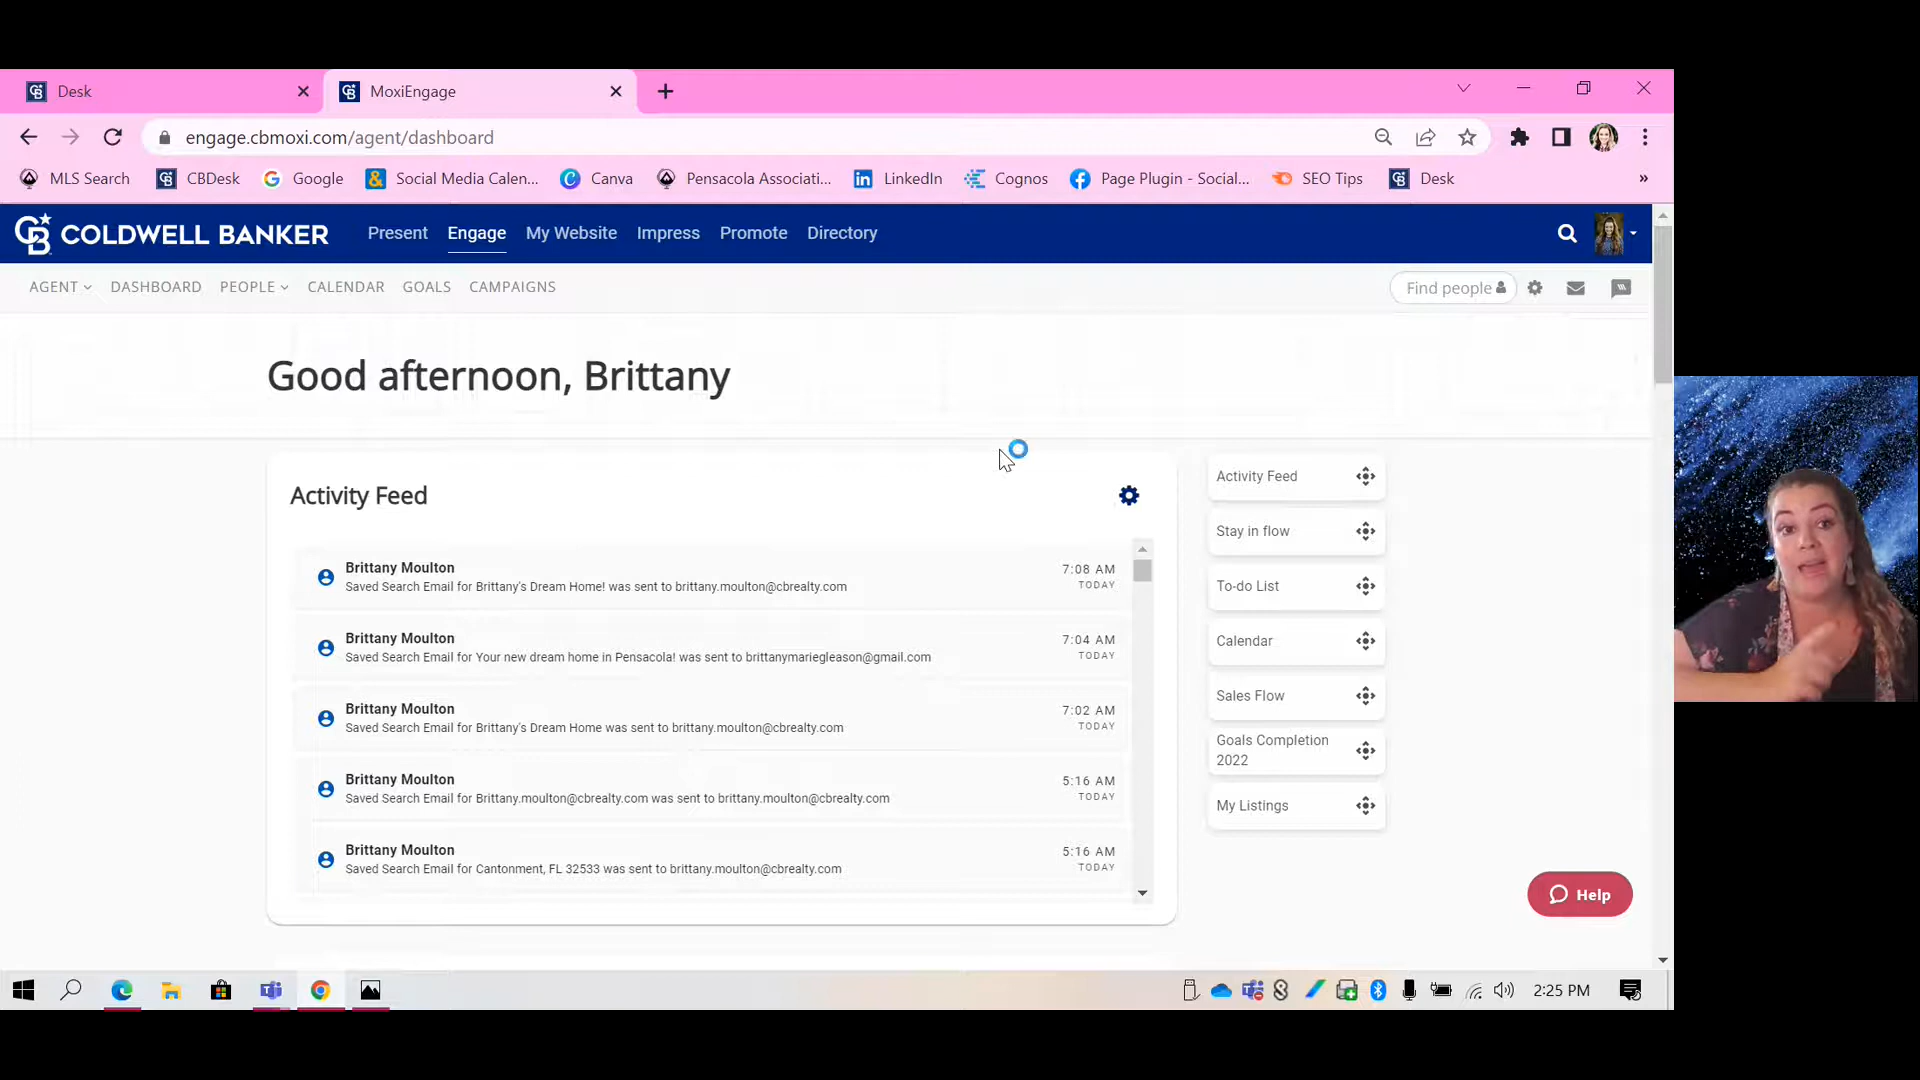 Desk
MoxiEngage
engage.cbmoxi.com/agent/dashboard
MLS Search CBDesk Google Social Media Calen... Canva Pensacola Associati... LinkedIn Cognos Page Plugin - Social... SEO Tips Desk »
COLDWELL BANKER Present Engage My Website Impress Promote Directory
AGENT DASHBOARD PEOPLE CALENDAR GOALS CAMPAIGNS Find people
Good afternoon, Brittany
Activity Feed
Brittany Moulton
Saved Search Email for Brittany's Dream Home! was sent to brittany.moulton@cbrealty.com
7:08 AM
TODAY
Brittany Moulton
Saved Search Email for Your new dream home in Pensacola! was sent to brittanymariegleason@gmail.com
7:04 AM
TODAY
Brittany Moulton
Saved Search Email for Brittany's Dream Home was sent to brittany.moulton@cbrealty.com
7:02 AM
TODAY
Brittany Moulton
Saved Search Email for Brittany.moulton@cbrealty.com was sent to brittany.moulton@cbrealty.com
5:16 AM
TODAY
Brittany Moulton
Saved Search Email for Cantonment, FL 32533 was sent to brittany.moulton@cbrealty.com
5:16 AM
TODAY
Activity Feed
Stay in flow
To-do List
Calendar
Sales Flow
Goals Completion
2022
My Listings
Help
2:25 PM